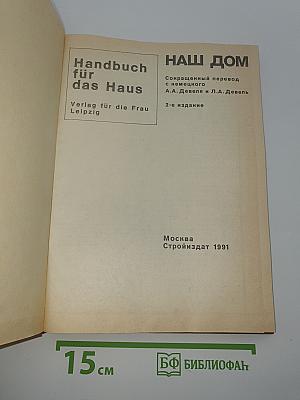 Handbuch
für
das Haus
Verlag für die Frau
Leipzig
НАШ ДОМ
Сокращенный перевод
с немецкого
А.А.Девеля и Л.А.Девель
2-е издание
Москва
Стройиздат 1991
15 см
БФ БИБЛИОФАН